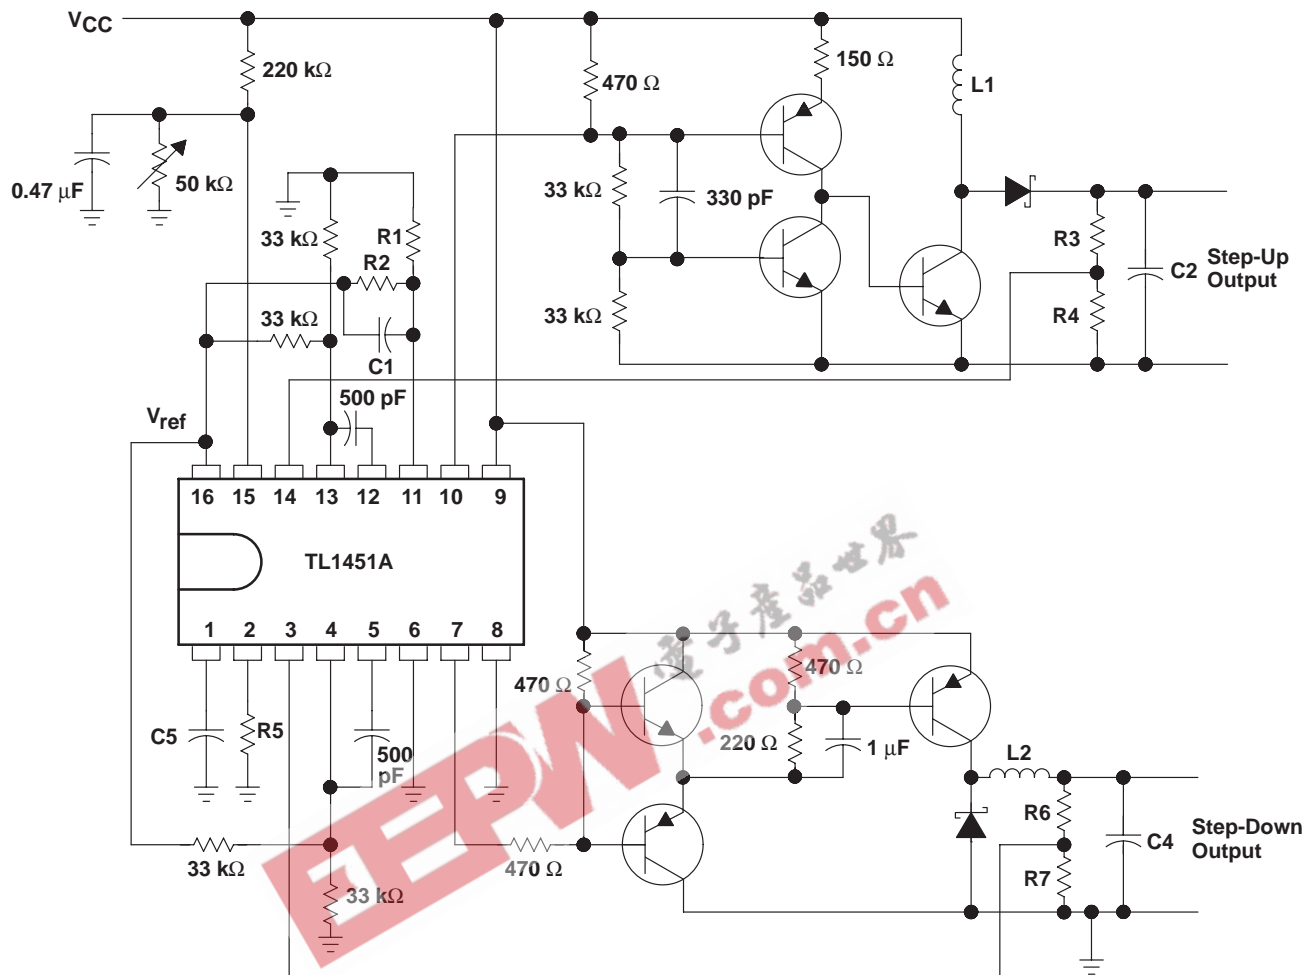 VCC
220 kΩ
470 Ω
150 Ω
L1
0.47 μF
50 kΩ
33 kΩ
330 pF
33 kΩ
R1
R2
R3
C2
Step-Up
Output
33 kΩ
33 kΩ
R4
C1
500 pF
Vref
16 15 14 13 12 11 10 9
TL1451A
1 2 3 4 5 6 7 8
電子產品世界
.com.cn
EEPW
470 Ω
470 Ω
C5
R5
500
pF
220 Ω
1 μF
L2
R6
C4
Step-Down
Output
33 kΩ
470 Ω
R7
33 kΩ